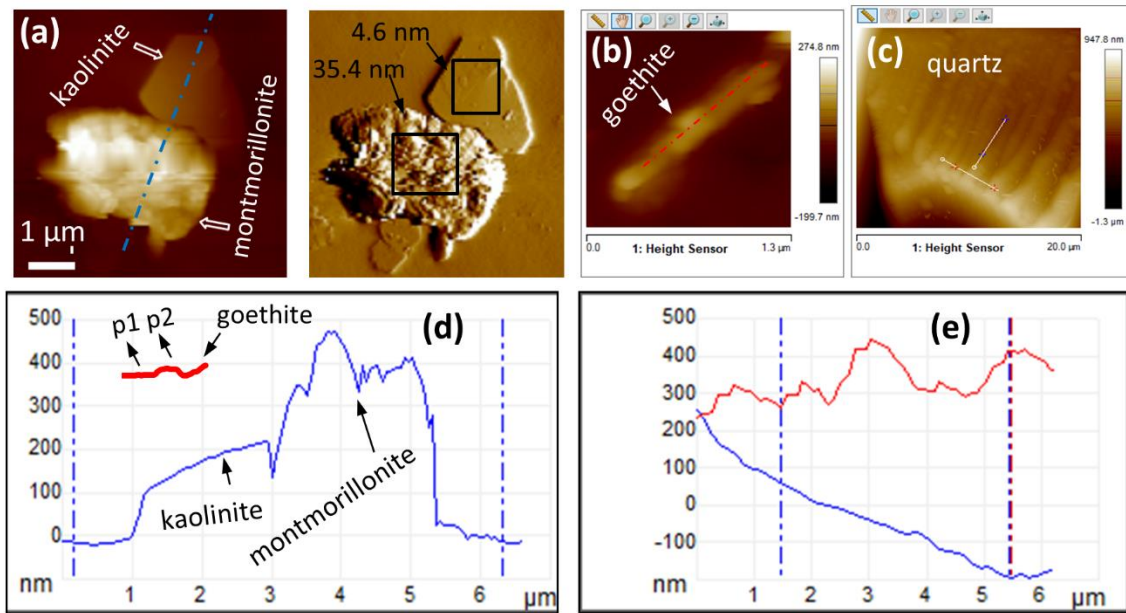 (a)
kaolinite
montmorillonite
1 µm
4.6 nm
35.4 nm
(b)
goethite
274.8 nm
-199.7 nm
0.0
1: Height Sensor
1.3 µm
(c)
quartz
947.8 nm
-1.3 µm
0.0
1: Height Sensor
20.0 µm
(d)
500
400
300
200
100
0
nm
1 2 3 4 5 6 µm
p1 p2 goethite
kaolinite
montmorillonite
(e)
500
400
300
200
100
0
-100
nm
1 2 3 4 5 µm